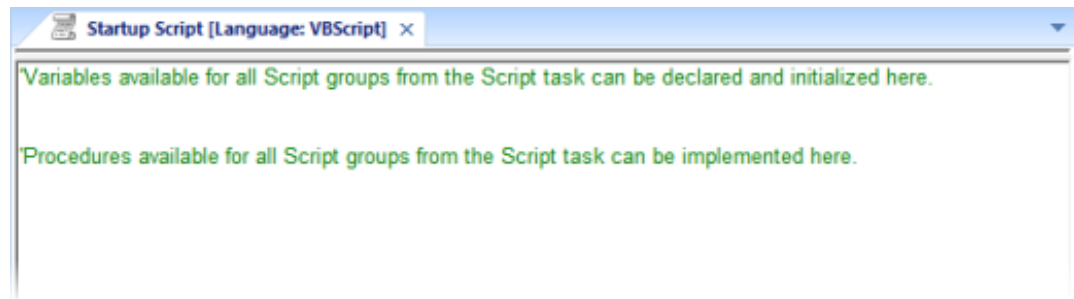 Startup Script [Language: VBScript] ×
'Variables available for all Script groups from the Script task can be declared and initialized here.
'Procedures available for all Script groups from the Script task can be implemented here.